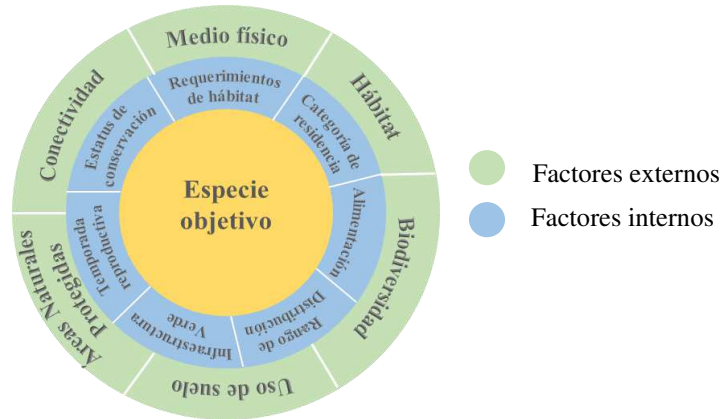 Medio físico
Hábitat
Biodiversidad
Uso de suelo
Áreas Naturales
Protegidas
Conectividad
Requerimientos
de hábitat
Categoría de
residencia
Alimentación
Rango de
Distribución
Infraestructura
Verde
Temporada
reproductiva
Estatus de
conservación
Especie
objetivo
Factores externos
Factores internos